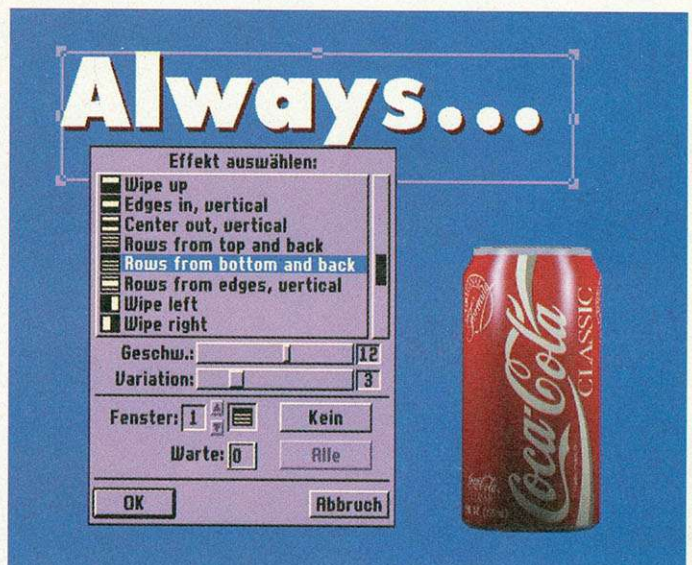 Always...
Effekt auswählen:
Wipe up
Edges in, vertical
Center out, vertical
Rows from top and back
Rows from bottom and back
Rows from edges, vertical
Wipe left
Wipe right
Geschw.: 12
Variation: 3
Fenster: 1 Kein
Warte: 0 Alle
OK Abbruch
Coca-Cola
CLASSIC